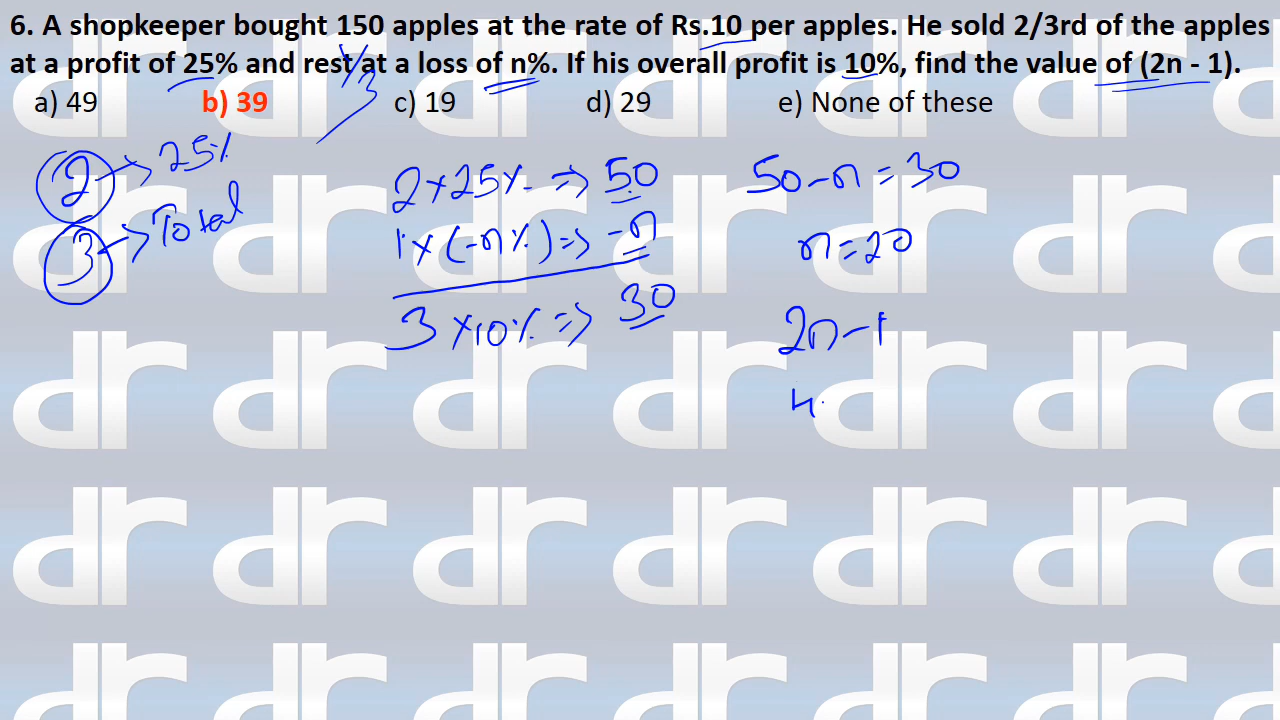 6. A shopkeeper bought 150 apples at the rate of Rs.10 per apples. He sold 2/3rd of the apples
at a profit of 25% and rest at a loss of n%. If his overall profit is 10%, find the value of (2n - 1).
1/3
a) 49 b) 39 c) 19 d) 29 e) None of these
2 → 25%
3 → Total
2 × 25% ⇒ 50
1 × (-n%) ⇒ -n
3 × 10% ⇒ 30
50 - n = 30
n = 20
2n - 1
4